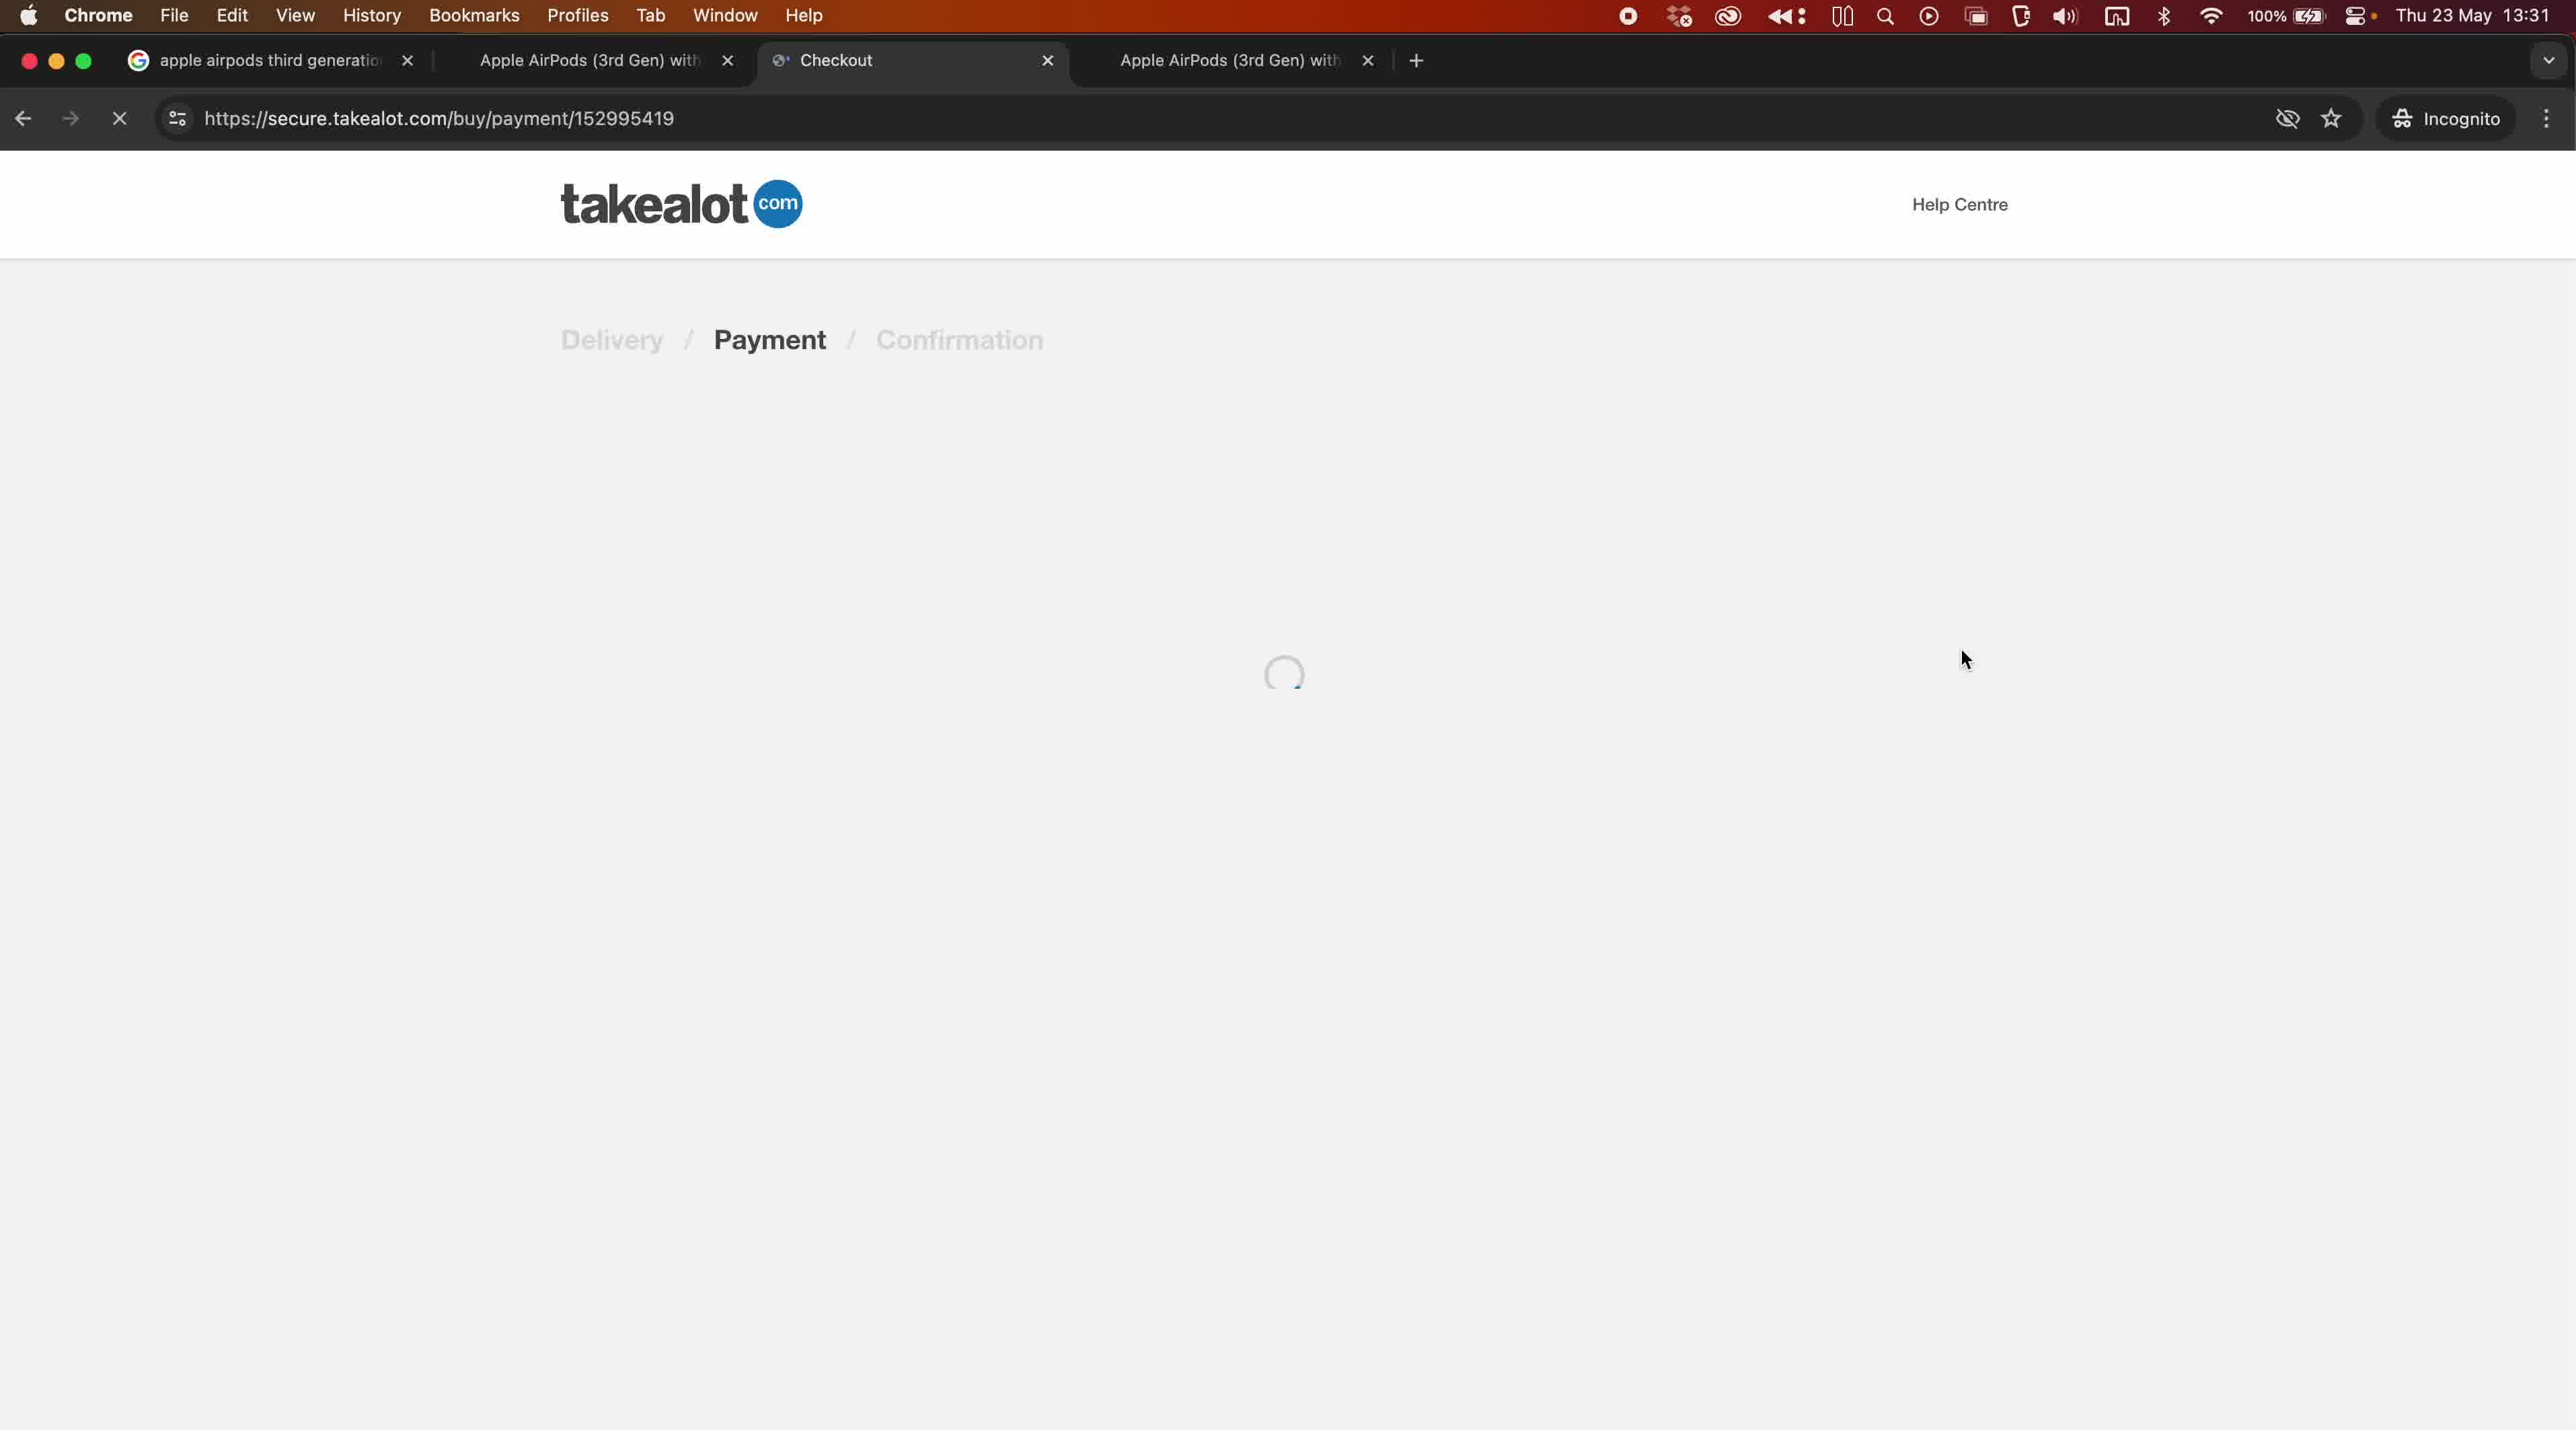 Chrome File Edit View History Bookmarks Profiles Tab Window Help 100% Thu 23 May 13:31
apple airpods third generatio Apple AirPods (3rd Gen) with Checkout Apple AirPods (3rd Gen) with
https://secure.takealot.com/buy/payment/152995419 Incognito
takealot com Help Centre
Delivery / Payment / Confirmation